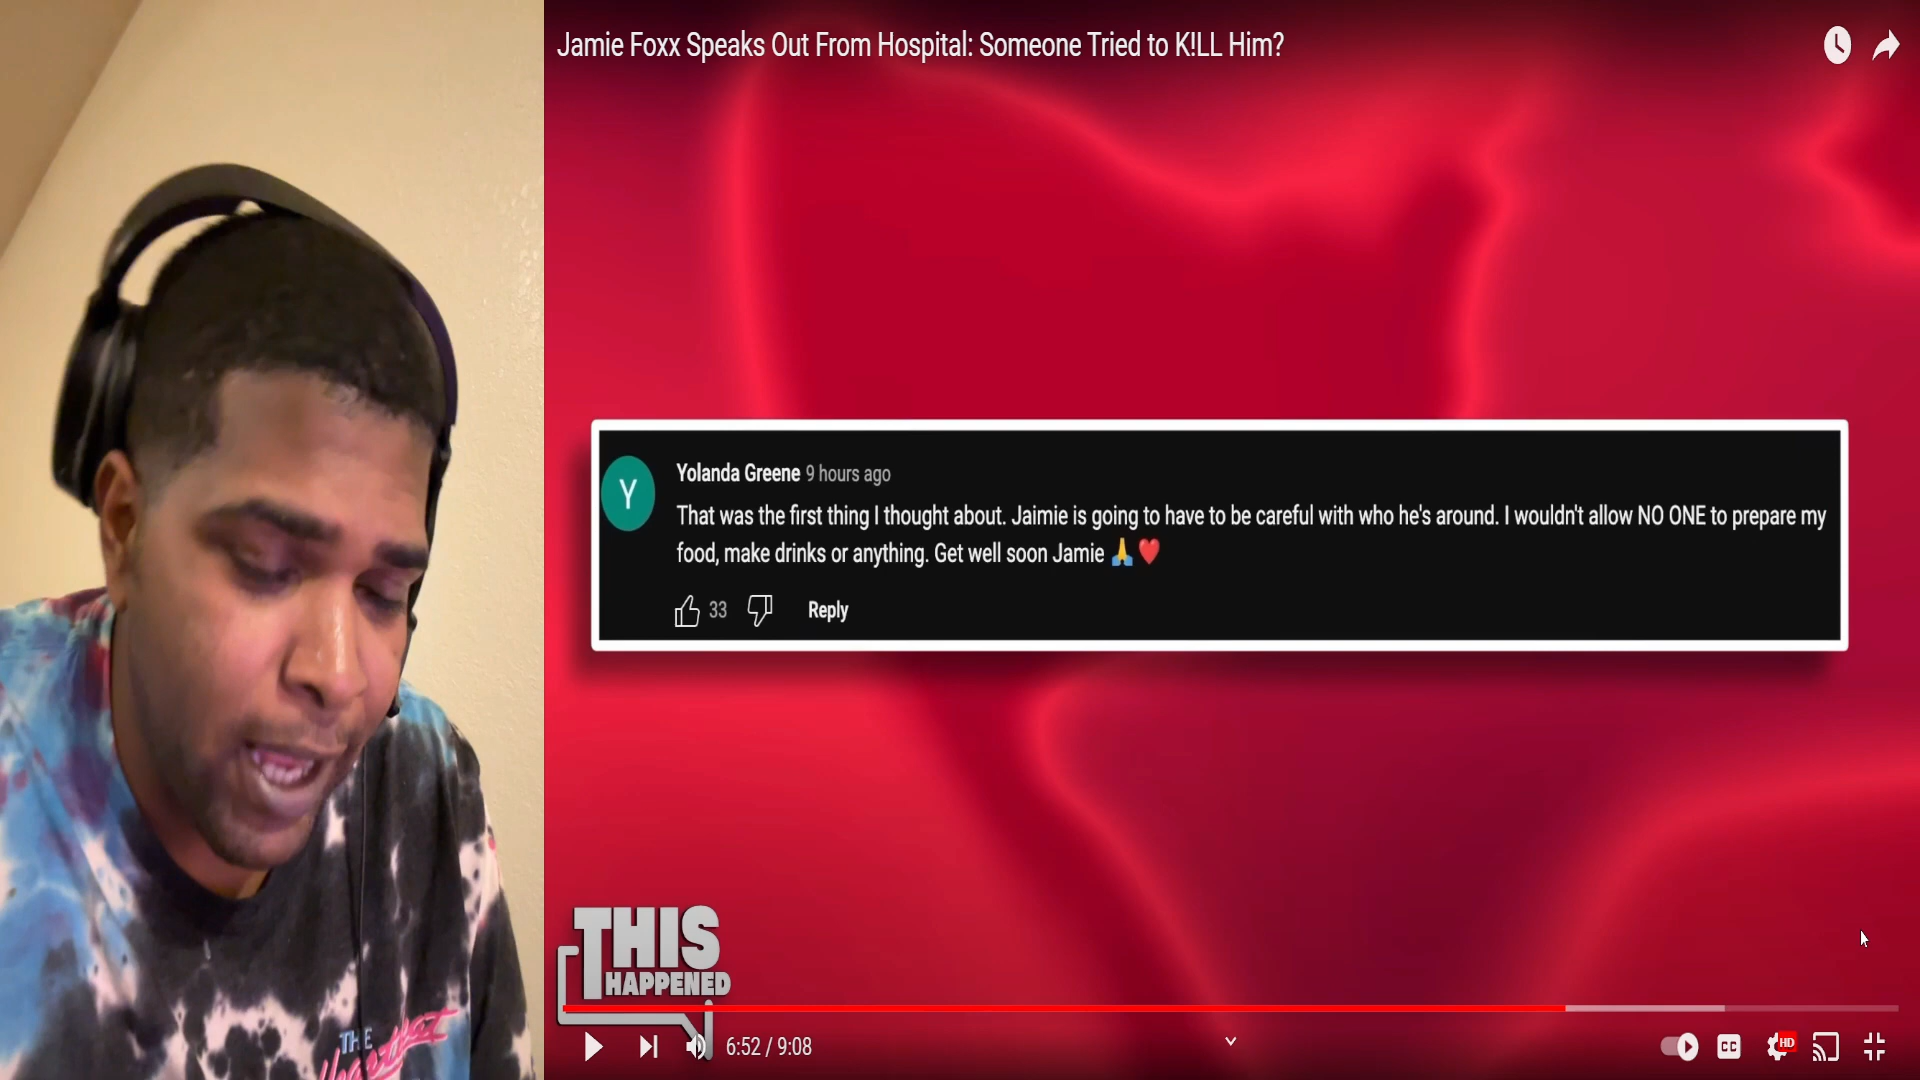 Jamie Foxx Speaks Out From Hospital: Someone Tried to K!LL Him?
Y
Yolanda Greene 9 hours ago
That was the first thing I thought about. Jaimie is going to have to be careful with who he's around. I wouldn't allow NO ONE to prepare my
food, make drinks or anything. Get well soon Jamie 🙏❤️
33
Reply
THIS
HAPPENED
6:52 / 9:08
CC
HD
THE
Heartbeat